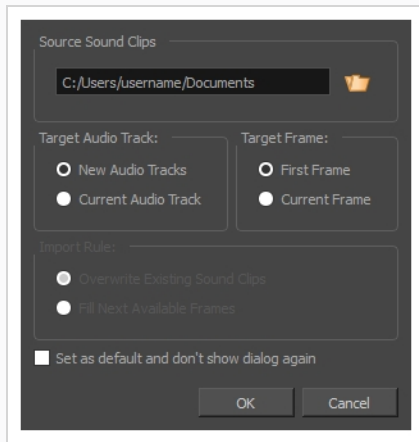 Source Sound Clips
C:/Users/username/Documents
Target Audio Track:
New Audio Tracks
Current Audio Track
Target Frame:
First Frame
Current Frame
Import Rule:
Overwrite Existing Sound Clips
Fill Next Available Frames
Set as default and don't show dialog again
OK
Cancel